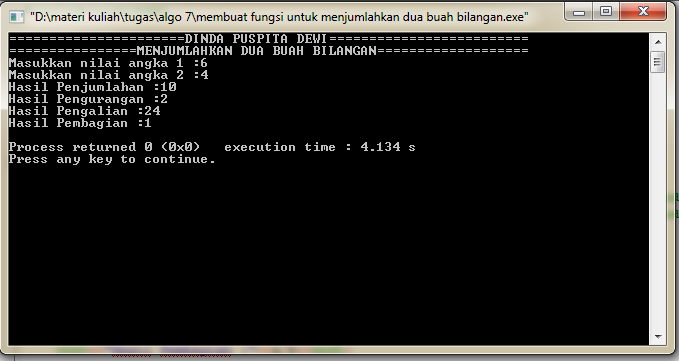 "D:\materi kuliah\tugas\algo 7\membuat fungsi untuk menjumlahkan dua buah bilangan.exe"
======================DINDA PUSPITA DEWI=========================
================MENJUMLAHKAN DUA BUAH BILANGAN===================
Masukkan nilai angka 1 :6
Masukkan nilai angka 2 :4
Hasil Penjumlahan :10
Hasil Pengurangan :2
Hasil Pengalian :24
Hasil Pembagian :1
Process returned 0 (0x0)   execution time : 4.134 s
Press any key to continue.